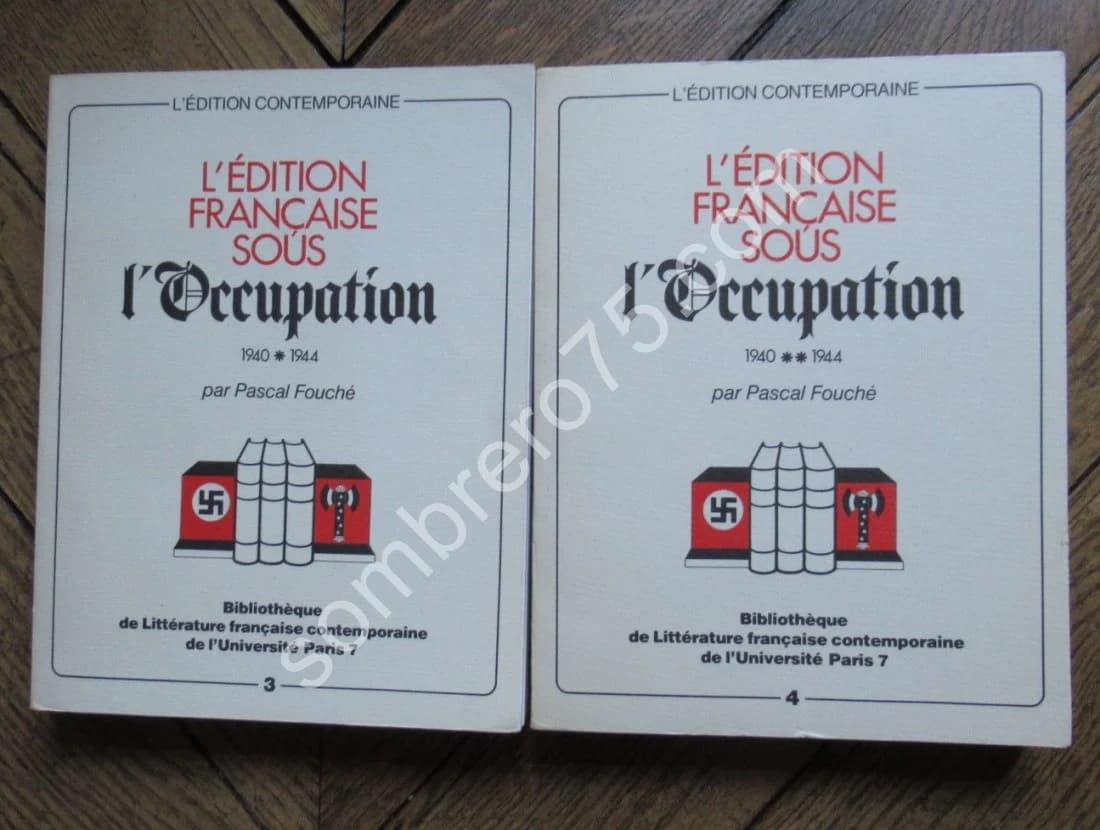 L'ÉDITION CONTEMPORAINE
L'ÉDITION
FRANÇAISE
SOUS
l'Occupation
1940 * 1944
par Pascal Fouché
Bibliothèque
de Littérature française contemporaine
de l'Université Paris 7
3
L'ÉDITION CONTEMPORAINE
L'ÉDITION
FRANÇAISE
SOUS
l'Occupation
1940 ** 1944
par Pascal Fouché
Bibliothèque
de Littérature française contemporaine
de l'Université Paris 7
4
sombrero75.com